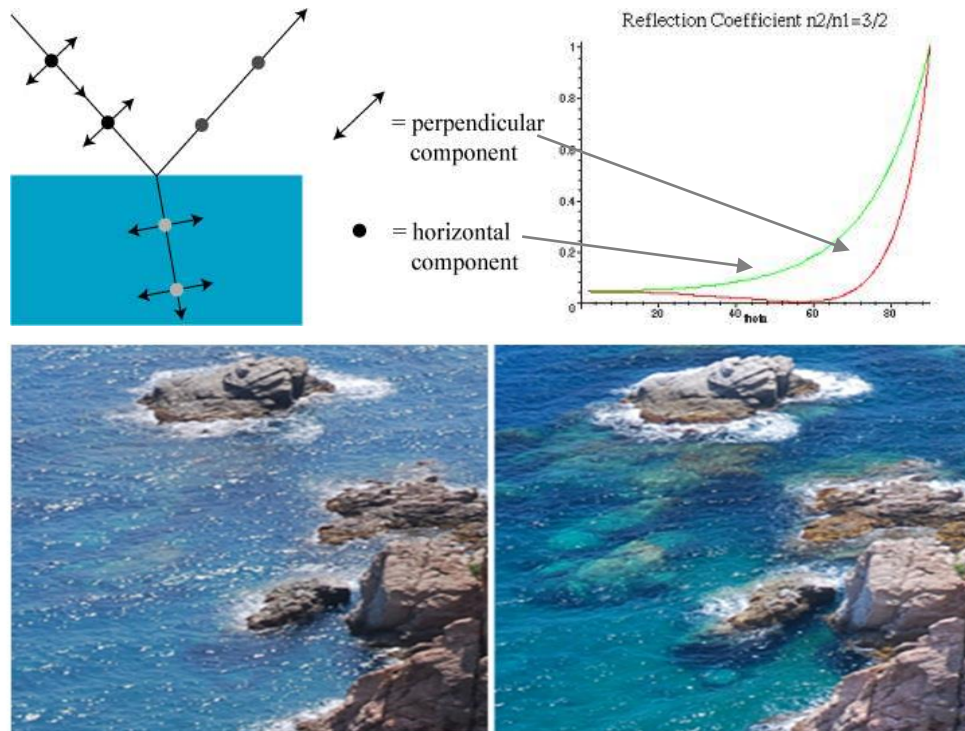 Reflection Coefficient n2/n1=3/2
1
0.8
0.6
0.4
0.2
0
20
40
60
80
theta
= perpendicular
component
= horizontal
component